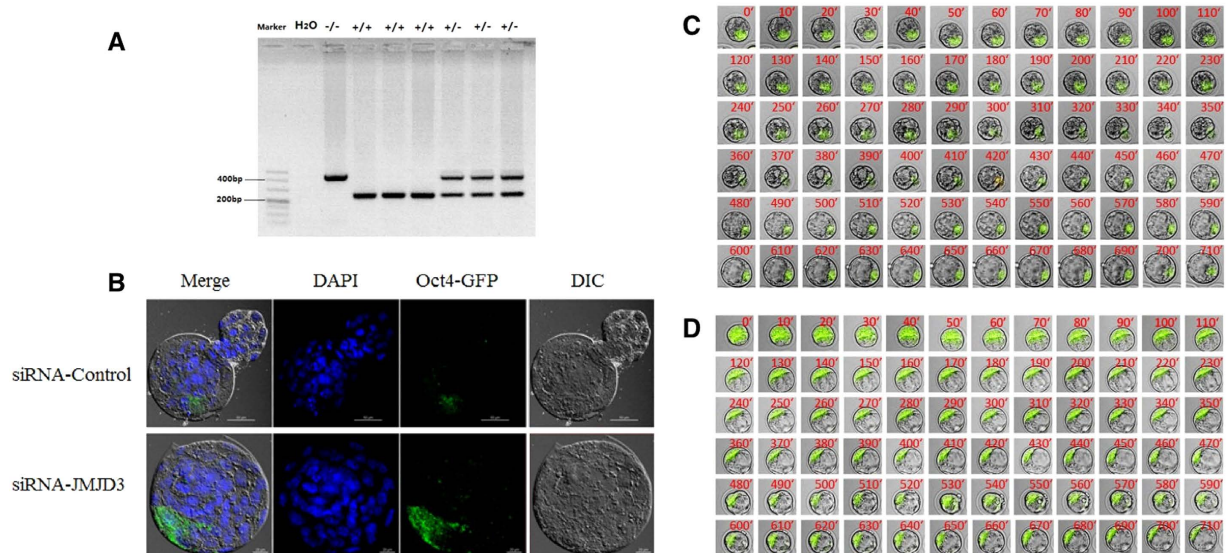 A
Marker H2O -/- +/+ +/+ +/+ +/- +/- +/-
400bp
200bp
B
Merge DAPI Oct4-GFP DIC
siRNA-Control
siRNA-JMJD3
C
0' 10' 20' 30' 40' 50' 60' 70' 80' 90' 100' 110'
120' 130' 140' 150' 160' 170' 180' 190' 200' 210' 220' 230'
240' 250' 260' 270' 280' 290' 300' 310' 320' 330' 340' 350'
360' 370' 380' 390' 400' 410' 420' 430' 440' 450' 460' 470'
480' 490' 500' 510' 520' 530' 540' 550' 560' 570' 580' 590'
600' 610' 620' 630' 640' 650' 660' 670' 680' 690' 700' 710'
D
0' 10' 20' 30' 40' 50' 60' 70' 80' 90' 100' 110'
120' 130' 140' 150' 160' 170' 180' 190' 200' 210' 220' 230'
240' 250' 260' 270' 280' 290' 300' 310' 320' 330' 340' 350'
360' 370' 380' 390' 400' 410' 420' 430' 440' 450' 460' 470'
480' 490' 500' 510' 520' 530' 540' 550' 560' 570' 580' 590'
600' 610' 620' 630' 640' 650' 660' 670' 680' 690' 700' 710'